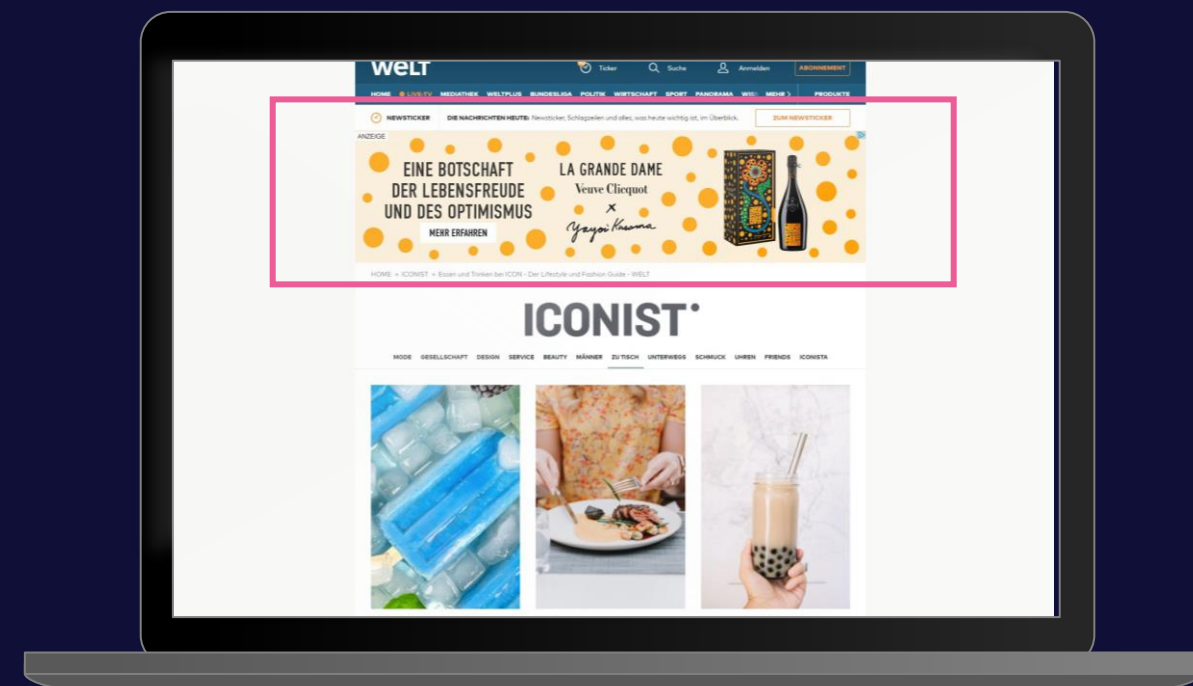 welt
Ticker Suche Anmelden ABONNEMENT
HOME LIVE-TV MEDIATHEK WELTPLUS BUNDESLIGA POLITIK WIRTSCHAFT SPORT PANORAMA MEHR > PRODUKTE
NEWSTICKER DIE NACHRICHTEN HEUTE: Newsticker, Schlagzeilen und alles, was heute wichtig ist, im Überblick. ZUM NEWSTICKER
ANZEIGE
EINE BOTSCHAFT
DER LEBENSFREUDE
UND DES OPTIMISMUS
MEHR ERFAHREN
LA GRANDE DAME
Veuve Clicquot
x
Yayoi Kusama
HOME » ICONIST » Essen und Trinken bei ICON - Der Lifestyle und Fashion Guide - WELT
ICONIST
MODE GESELLSCHAFT DESIGN SERVICE BEAUTY MÄNNER ZU TISCH UNTERWEGS SCHMUCK UHREN FRIENDS ICONISTA